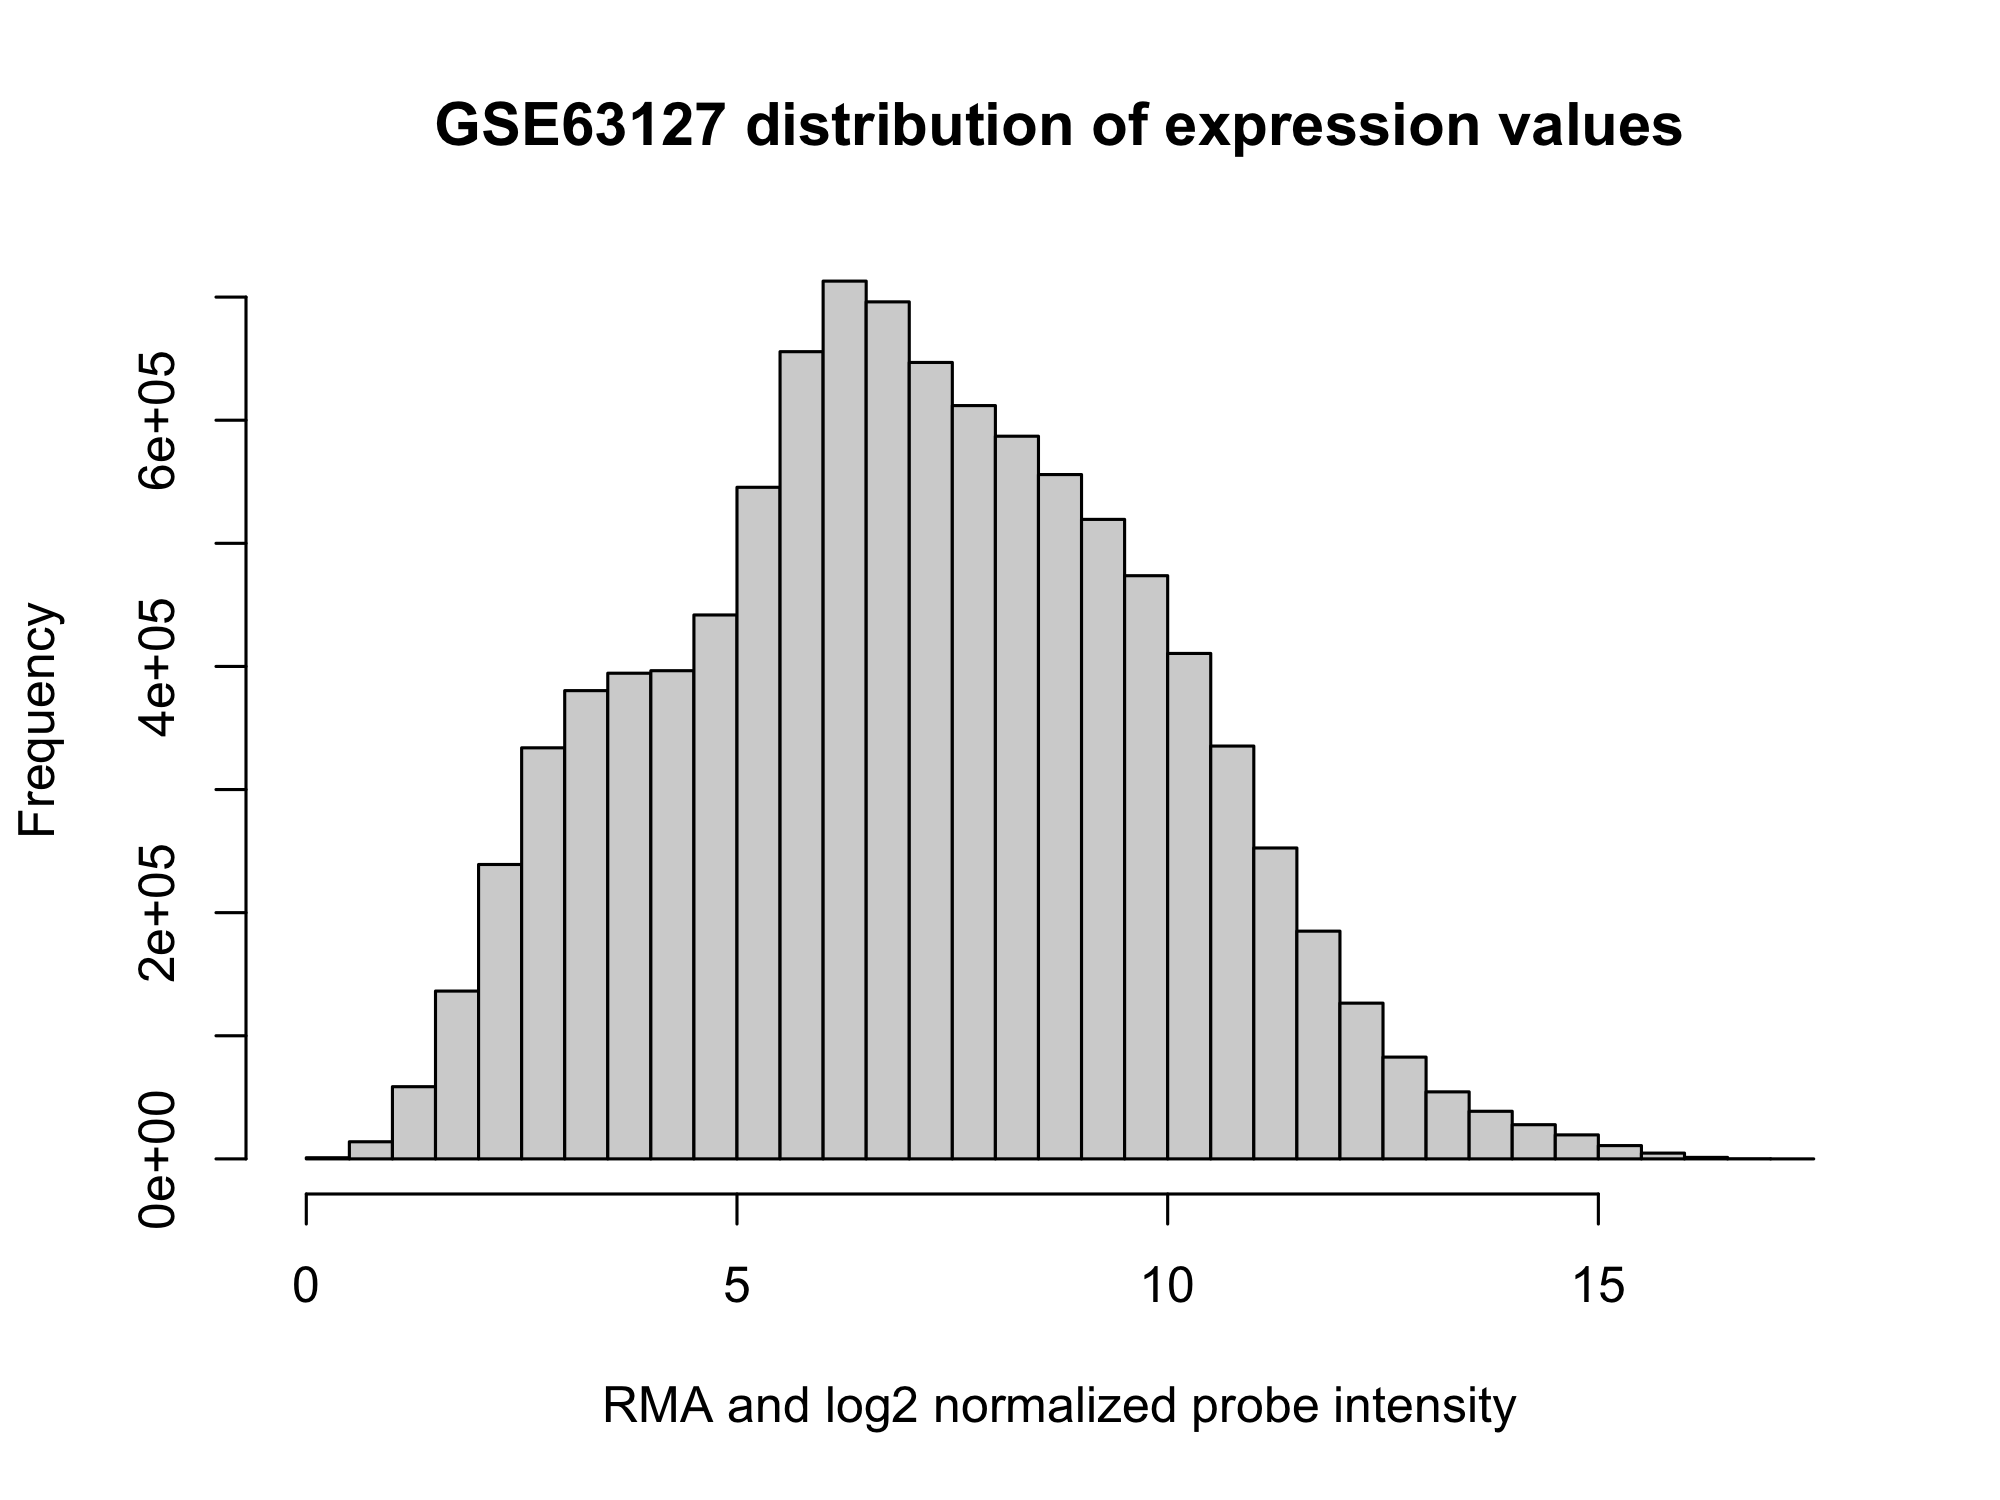 GSE63127 distribution of expression values
Frequency
6e+05
4e+05
2e+05
0e+00
0 5 10 15
RMA and log2 normalized probe intensity